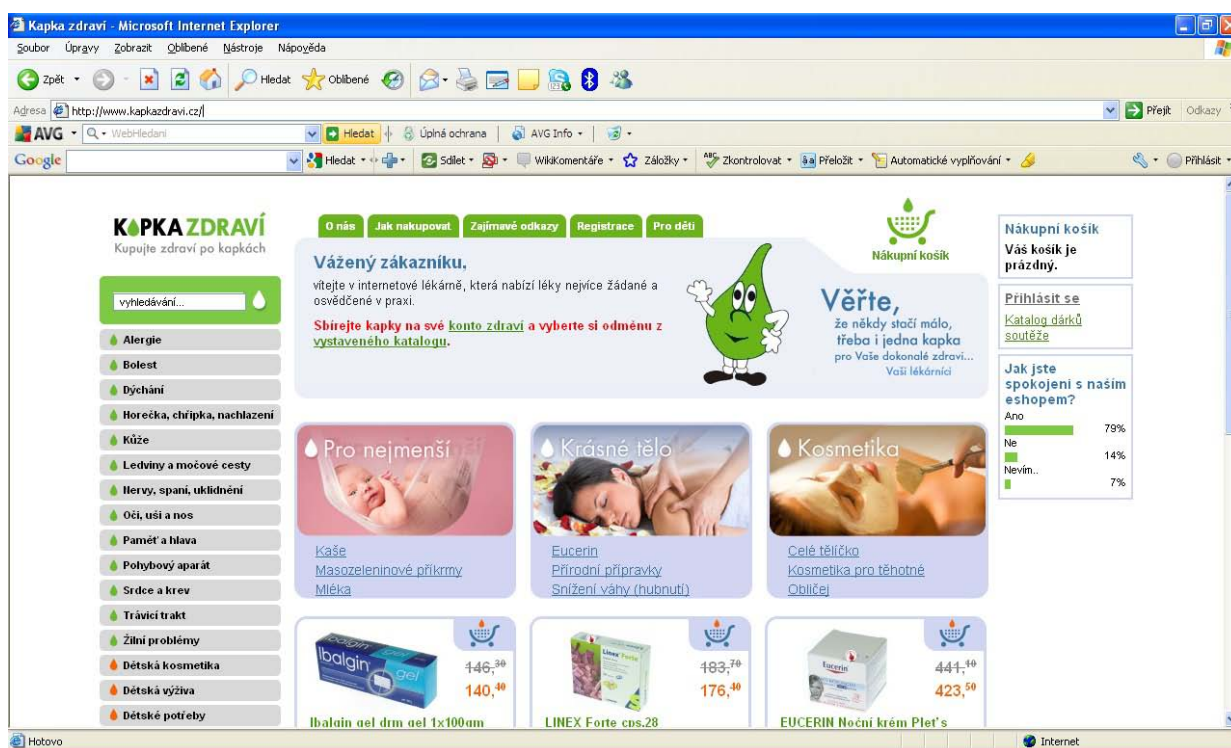 Kapka zdraví - Microsoft Internet Explorer
Soubor Úpravy Zobrazit Oblíbené Nástroje Nápověda
Zpět Hledat Oblíbené
Adresa http://www.kapkazdravi.cz/ Přejít Odkazy
AVG WebHledani Hledat Úplná ochrana AVG Info
Google Hledat Sdílet WikiKomentáře Záložky Zkontrolovat Přeložit Automatické vyplňování Přihlásit
KAPKA ZDRAVÍ
Kupujte zdraví po kapkách
O nás Jak nakupovat Zajímavé odkazy Registrace Pro děti
Nákupní košík
Vážený zákazníku,
vítejte v internetové lékárně, která nabízí léky nejvíce žádané a
osvědčené v praxi.
Sbírejte kapky na své konto zdraví a vyberte si odměnu z
vystaveného katalogu.
Věřte,
že někdy stačí málo,
třeba i jedna kapka
pro Vaše dokonalé zdraví...
Vaši lékárníci
Nákupní košík
Váš košík je
prázdný.
Přihlásit se
Katalog dárků
soutěže
Jak jste
spokojeni s naším
eshopem?
Ano
79%
Ne
14%
Nevím..
7%
vyhledávání...
Alergie
Bolest
Dýchání
Horečka, chřipka, nachlazení
Kůže
Ledviny a močové cesty
Nervy, spaní, uklidnění
Oči, uši a nos
Paměť a hlava
Pohybový aparát
Srdce a krev
Trávicí trakt
Žilní problémy
Dětská kosmetika
Dětská výživa
Dětské potřeby
Pro nejmenší
Kaše
Masozeleninové příkrmy
Mléka
Krásné tělo
Eucerin
Přírodní přípravky
Snížení váhy (hubnutí)
Kosmetika
Celé tělíčko
Kosmetika pro těhotné
Obličej
Ibalgin gel
146,30
140,40
Ibalgin gel drm gel 1x100gm
Linex Forte
183,70
176,40
LINEX Forte cps.28
Eucerin
441,10
423,50
EUCERIN Noční krém Pleť s
Hotovo Internet